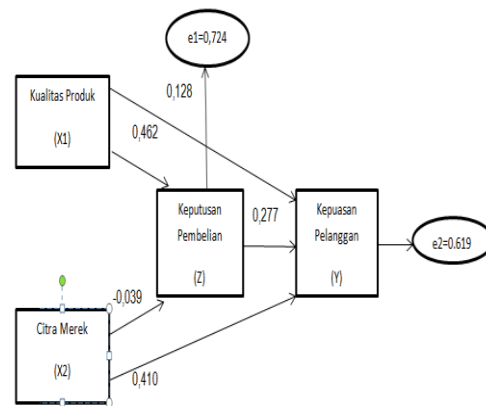 e1=0,724
0,128
Kualitas Produk
(X1)
0,462
Keputusan
Pembelian
(Z)
0,277
Kepuasan
Pelanggan
(Y)
e2=0.619
-0,039
Citra Merek
(X2)
0,410